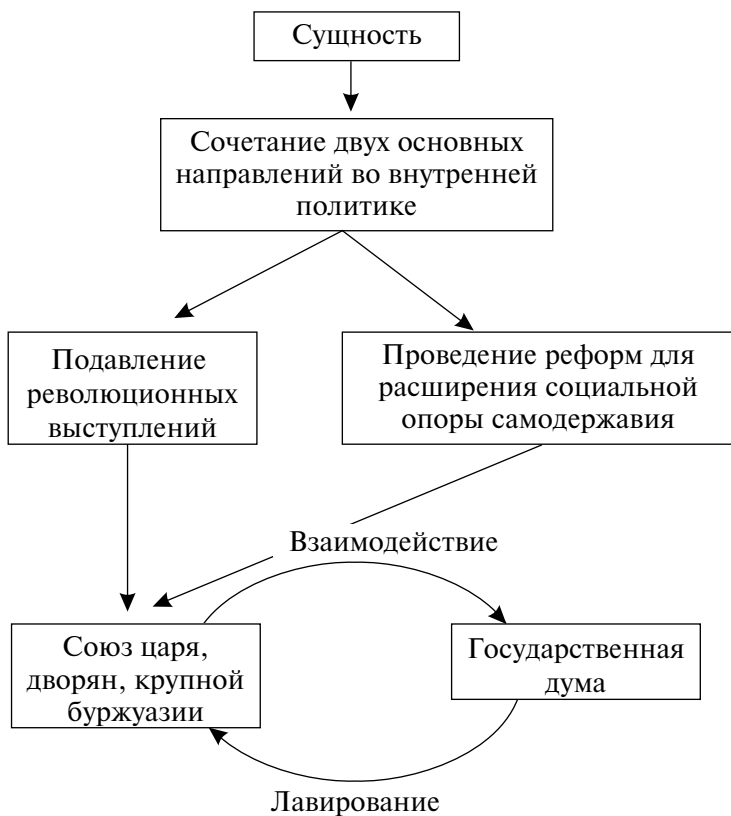 Сущность
Сочетание двух основных
направлений во внутренней
политике
Подавление
революционных
выступлений
Проведение реформ для
расширения социальной
опоры самодержавия
Взаимодействие
Союз царя,
дворян, крупной
буржуазии
Государственная
дума
Лавирование